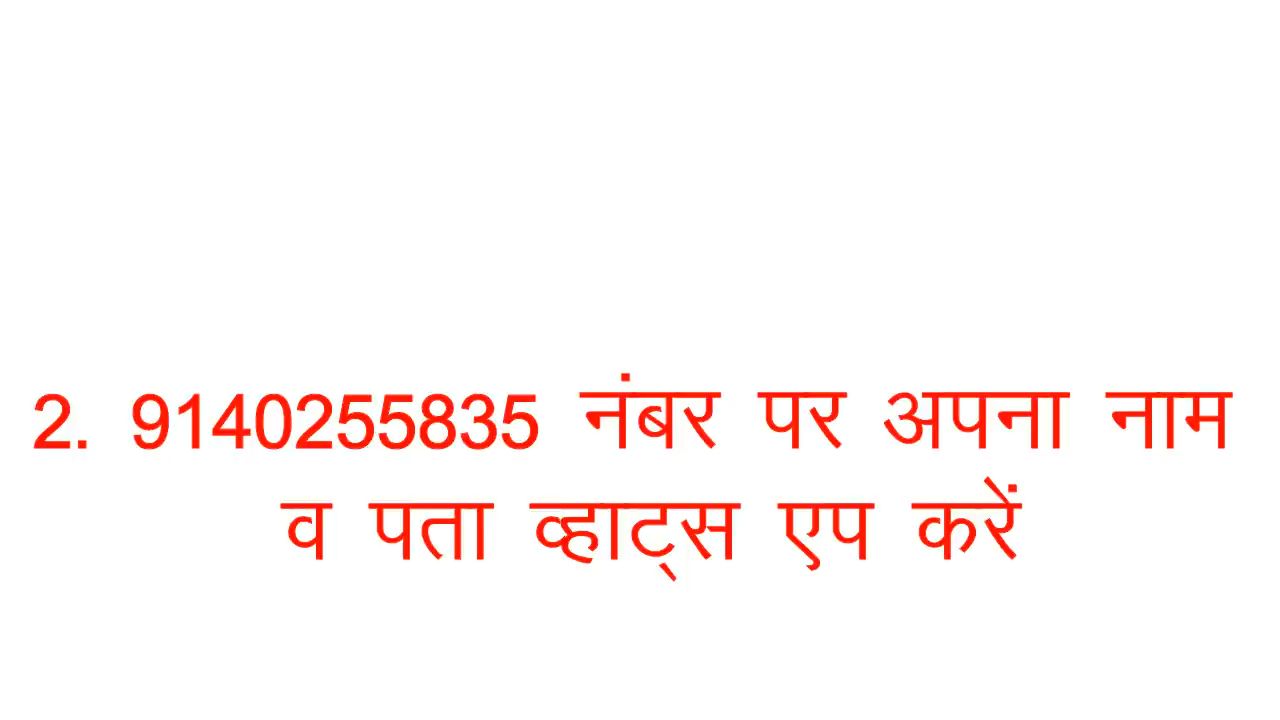 2. 9140255835 नंबर पर अपना नाम
व पता व्हाट्स एप करें